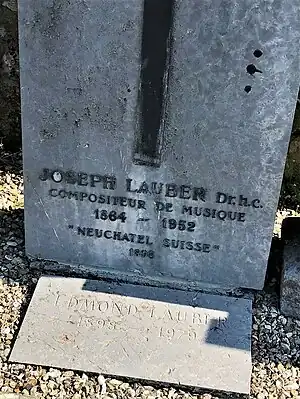 JOSEPH LAUBER Dr. h. c.
COMPOSITEUR DE MUSIQUE
1864 – 1952
"NEUCHATEL SUISSE"
1898
EDMOND LAUBER